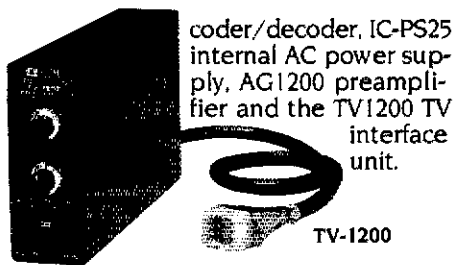 coder/decoder, IC-PS25
internal AC power sup-
ply, AG1200 preampli-
fier and the TV1200 TV
interface
unit.
TV-1200